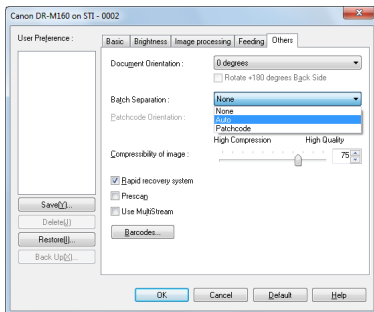 Canon DR-M160 on STI - 0002
User Preference :
Basic Brightness Image processing Feeding Others
Document Orientation : 0 degrees
Rotate +180 degrees Back Side
Batch Separation : None
None
Auto
Patchcode
Patchcode Orientation :
High Compression High Quality
Compressibility of image : 75
Rapid recovery system
Prescan
Use MultiStream
Barcodes...
Save(Y)...
Delete(J)
Restore(I)...
Back Up(X)...
OK Cancel Default Help